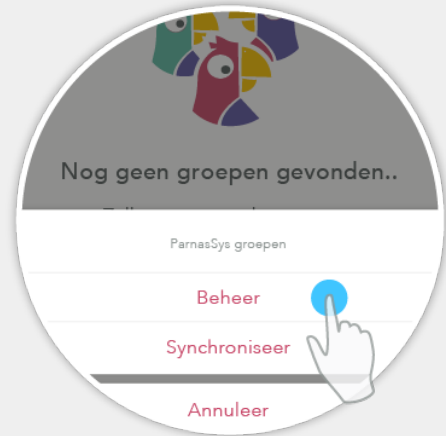 Nog geen groepen gevonden..
ParnasSys groepen
Beheer
Synchroniseer
Annuleer